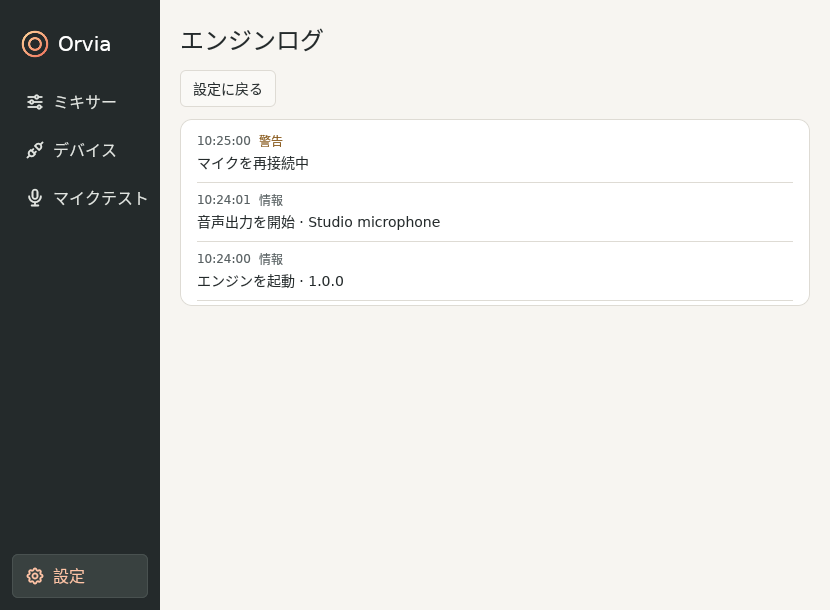 Orvia
ミキサー
デバイス
マイクテスト
設定
エンジンログ
設定に戻る
10:25:00 警告
マイクを再接続中
10:24:01 情報
音声出力を開始 · Studio microphone
10:24:00 情報
エンジンを起動 · 1.0.0